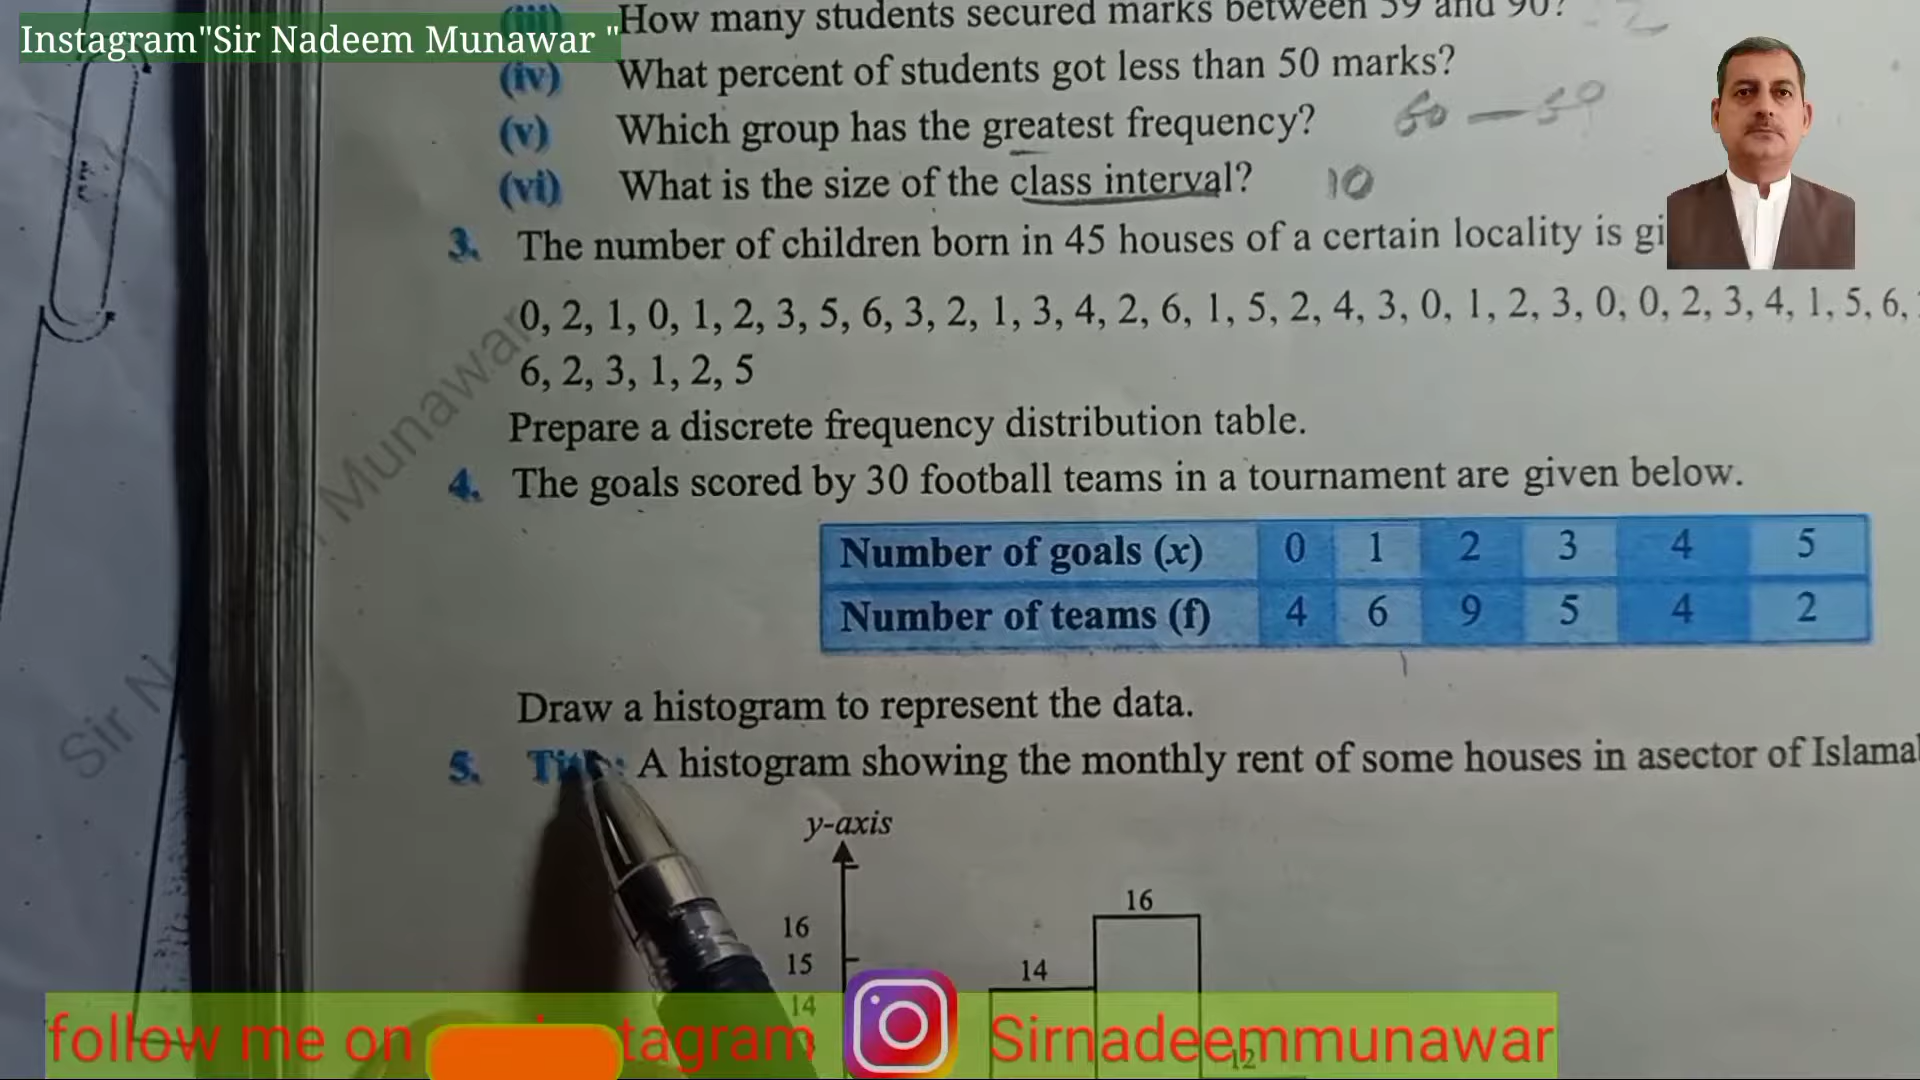 Instagram"Sir Nadeem Munawar "
(iii) How many students secured marks between 59 and 90?
(iv) What percent of students got less than 50 marks?
(v) Which group has the greatest frequency?
(vi) What is the size of the class interval? 10
3. The number of children born in 45 houses of a certain locality is gi
0, 2, 1, 0, 1, 2, 3, 5, 6, 3, 2, 1, 3, 4, 2, 6, 1, 5, 2, 4, 3, 0, 1, 2, 3, 0, 0, 2, 3, 4, 1, 5, 6,
6, 2, 3, 1, 2, 5
Prepare a discrete frequency distribution table.
4. The goals scored by 30 football teams in a tournament are given below.
Number of goals (x) 0 1 2 3 4 5
Number of teams (f) 4 6 9 5 4 2
Draw a histogram to represent the data.
5. A histogram showing the monthly rent of some houses in asector of Islama
y-axis
16
16
15
14
14
12
follow me on tagram Sirnadeemmunawar
Munawar
Sir